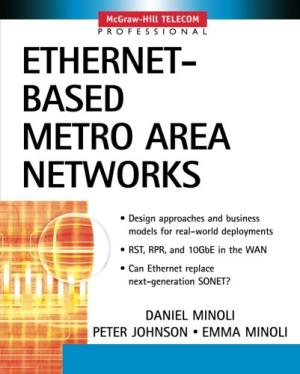 McGraw-Hill TELECOM
PROFESSIONAL
ETHERNET-
BASED
METRO AREA
NETWORKS
• Design approaches and business
models for real-world deployments
• RST, RPR, and 10GbE in the WAN
• Can Ethernet replace
next-generation SONET?
DANIEL MINOLI
PETER JOHNSON • EMMA MINOLI